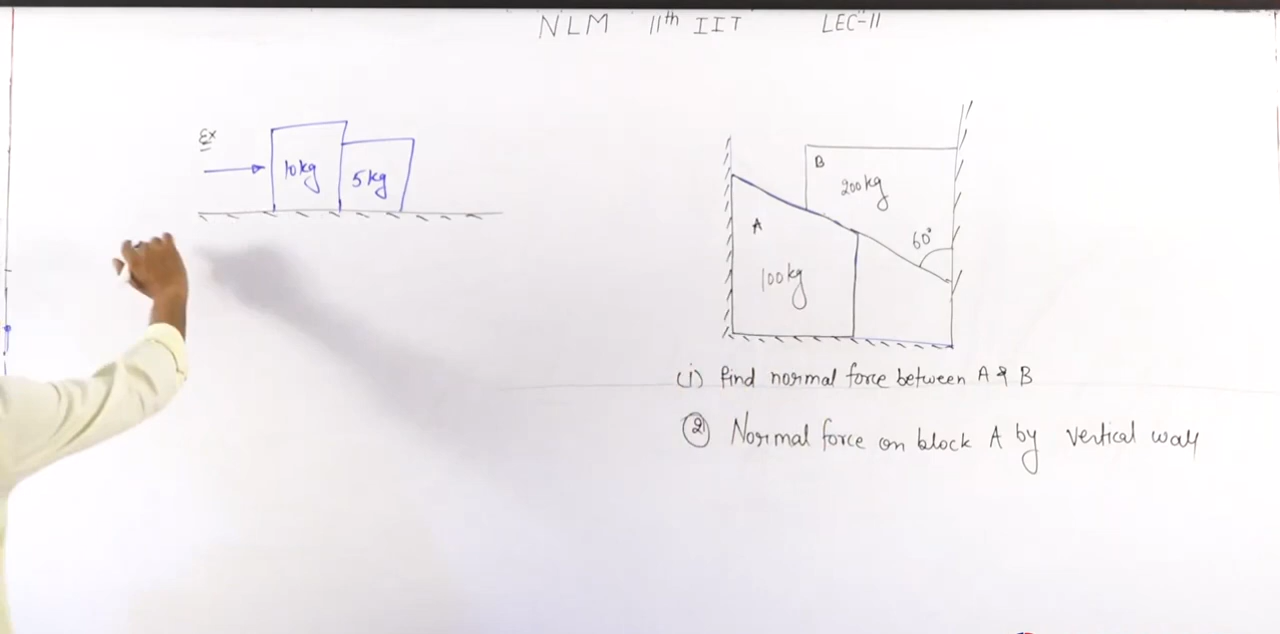 NLM 11th IIT LEC-11
Ex
10kg
5kg
B
200kg
60°
A
100kg
(i) find normal force between A & B
② Normal force on block A by vertical wall